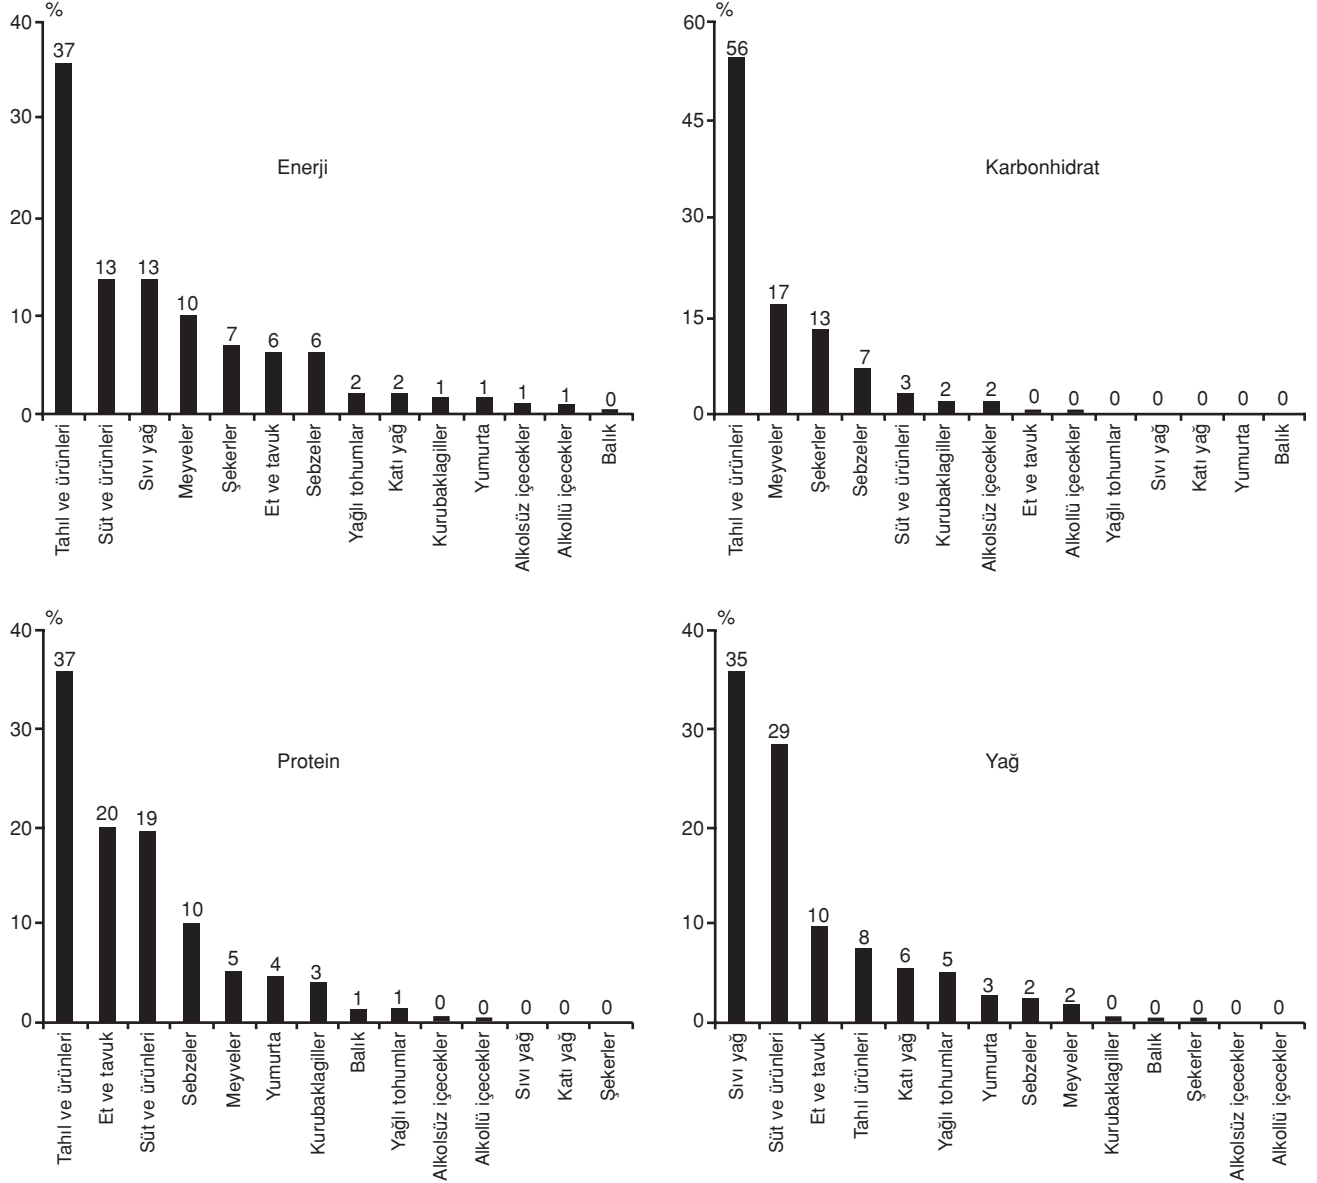 %
40
30
20
10
0
37
13
13
10
7
6
6
2
2
1
1
1
1
0
Enerji
Tahıl ve ürünleri
Süt ve ürünleri
Sıvı yağ
Meyveler
Şekerler
Et ve tavuk
Sebzeler
Yağlı tohumlar
Katı yağ
Kurubaklagiller
Yumurta
Alkolsüz içecekler
Alkollü içecekler
Balık
%
60
45
30
15
0
56
17
13
7
3
2
2
0
0
0
0
0
0
0
Karbonhidrat
Tahıl ve ürünleri
Meyveler
Şekerler
Sebzeler
Süt ve ürünleri
Kurubaklagiller
Alkolsüz içecekler
Et ve tavuk
Alkollü içecekler
Yağlı tohumlar
Sıvı yağ
Katı yağ
Yumurta
Balık
%
40
30
20
10
0
37
20
19
10
5
4
3
1
1
0
0
0
0
0
Protein
Tahıl ve ürünleri
Et ve tavuk
Süt ve ürünleri
Sebzeler
Meyveler
Yumurta
Kurubaklagiller
Balık
Yağlı tohumlar
Alkolsüz içecekler
Alkollü içecekler
Sıvı yağ
Katı yağ
Şekerler
%
40
30
20
10
0
35
29
10
8
6
5
3
2
2
0
0
0
0
0
Yağ
Sıvı yağ
Süt ve ürünleri
Et ve tavuk
Tahıl ve ürünleri
Katı yağ
Yağlı tohumlar
Yumurta
Sebzeler
Meyveler
Kurubaklagiller
Balık
Şekerler
Alkolsüz içecekler
Alkollü içecekler